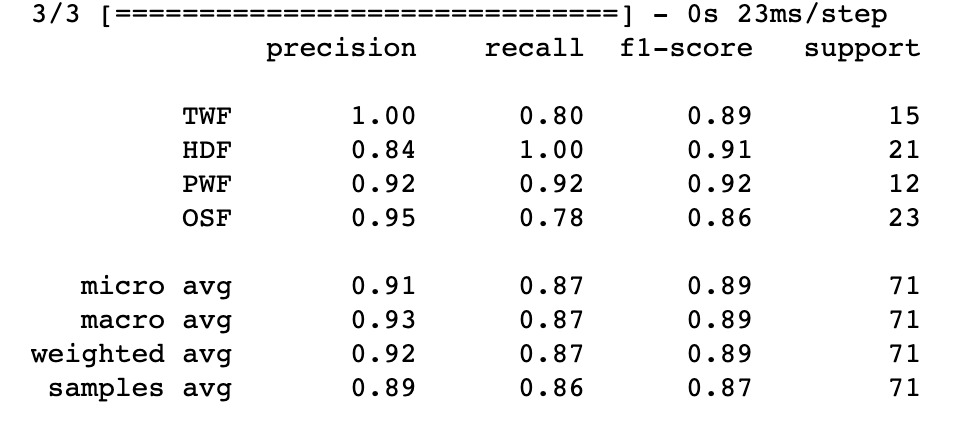 3/3 [==============================] - 0s 23ms/step
              precision    recall  f1-score   support

         TWF       1.00      0.80      0.89        15
         HDF       0.84      1.00      0.91        21
         PWF       0.92      0.92      0.92        12
         OSF       0.95      0.78      0.86        23

   micro avg       0.91      0.87      0.89        71
   macro avg       0.93      0.87      0.89        71
weighted avg       0.92      0.87      0.89        71
 samples avg       0.89      0.86      0.87        71